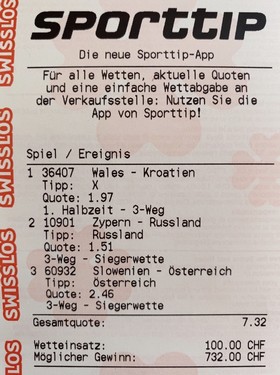 sporttip
Die neue Sporttip-App
Für alle Wetten, aktuelle Quoten
und eine einfache Wettabgabe an
der Verkaufsstelle: Nutzen Sie die
App von Sporttip!
Spiel / Ereignis
1 36407 Wales - Kroatien
Tipp: X
Quote: 1.97
1. Halbzeit - 3-Weg
2 10901 Zypern - Russland
Tipp: Russland
Quote: 1.51
3-Weg - Siegerwette
3 60932 Slowenien - Österreich
Tipp: Österreich
Quote: 2.46
3-Weg - Siegerwette
Gesamtquote: 7.32
Wetteinsatz: 100.00 CHF
Möglicher Gewinn: 732.00 CHF
SWISSLOS
SWISSLOS